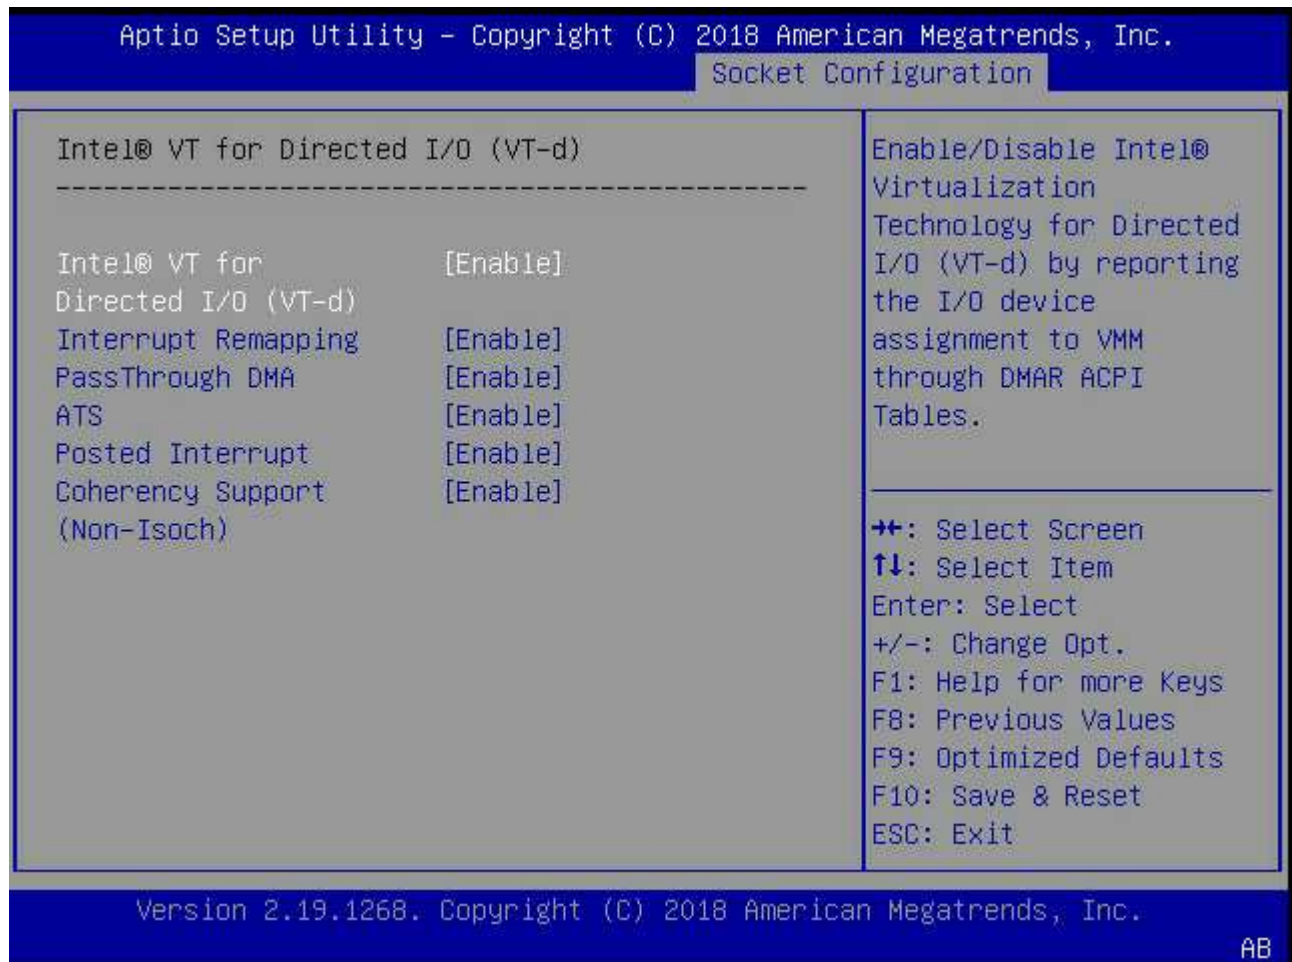 Aptio Setup Utility – Copyright (C) 2018 American Megatrends, Inc.
Socket Configuration
Intel® VT for Directed I/O (VT-d)
-----------------------------------------------
Intel® VT for [Enable]
Directed I/O (VT-d)
Interrupt Remapping [Enable]
PassThrough DMA [Enable]
ATS [Enable]
Posted Interrupt [Enable]
Coherency Support [Enable]
(Non-Isoch)
Enable/Disable Intel®
Virtualization
Technology for Directed
I/O (VT-d) by reporting
the I/O device
assignment to VMM
through DMAR ACPI
Tables.
→←: Select Screen
↑↓: Select Item
Enter: Select
+/-: Change Opt.
F1: Help for more Keys
F8: Previous Values
F9: Optimized Defaults
F10: Save & Reset
ESC: Exit
Version 2.19.1268. Copyright (C) 2018 American Megatrends, Inc.
AB